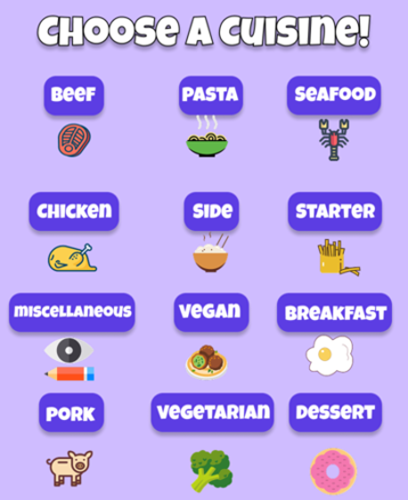 CHOOSE A CUISINE!
BEEF
PASTA
SEAFOOD
CHICKEN
SIDE
STARTER
MISCELLANEOUS
VEGAN
BREAKFAST
PORK
VEGETARIAN
DESSERT